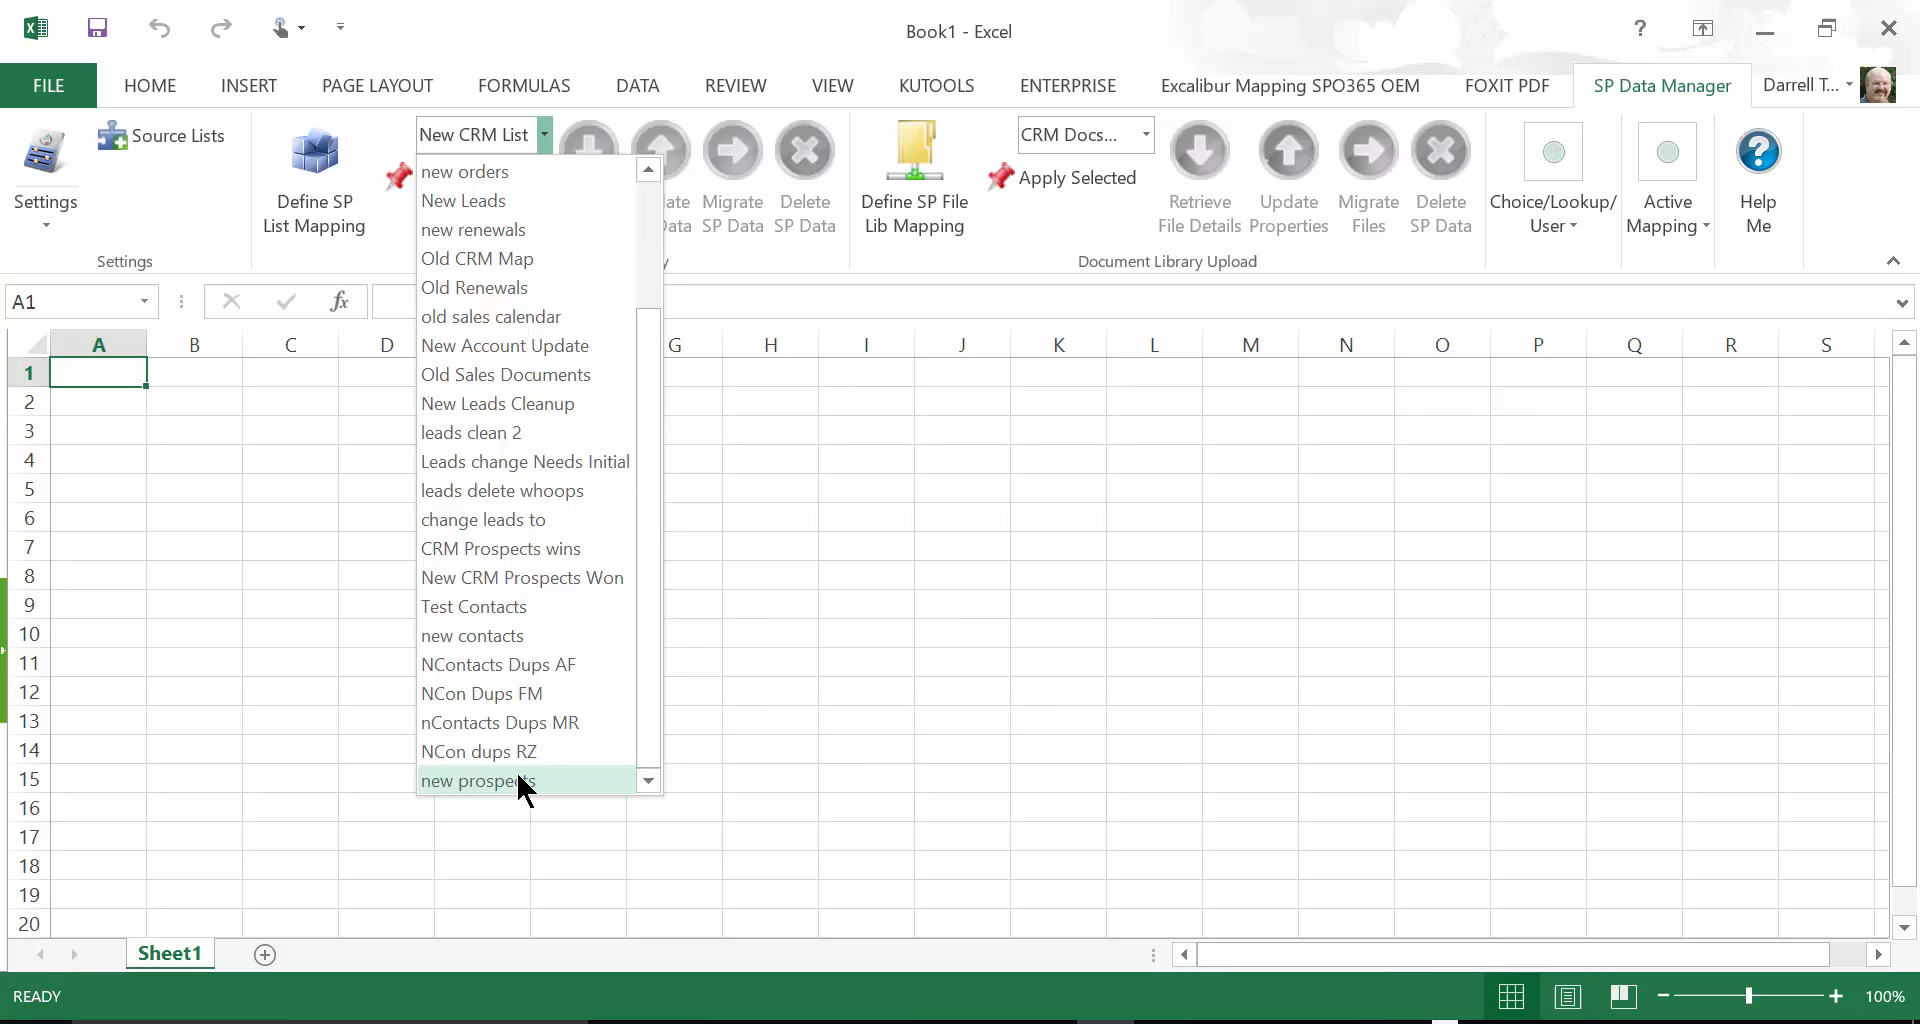 Book1 - Excel
?
FILE HOME INSERT PAGE LAYOUT FORMULAS DATA REVIEW VIEW KUTOOLS ENTERPRISE Excalibur Mapping SPO365 OEM FOXIT PDF SP Data Manager Darrell T...
Settings
Source Lists
Settings
Define SP
List Mapping
New CRM List
Migrate
SP Data
Delete
SP Data
Define SP File
Lib Mapping
CRM Docs...
Apply Selected
Retrieve
File Details
Update
Properties
Migrate
Files
Delete
SP Data
Document Library Upload
Choice/Lookup/
User
Active
Mapping
Help
Me
A1
fx
new orders
New Leads
new renewals
Old CRM Map
Old Renewals
old sales calendar
New Account Update
Old Sales Documents
New Leads Cleanup
leads clean 2
Leads change Needs Initial
leads delete whoops
change leads to
CRM Prospects wins
New CRM Prospects Won
Test Contacts
new contacts
NContacts Dups AF
NCon Dups FM
nContacts Dups MR
NCon dups RZ
new prospects
A B C D G H I J K L M N O P Q R S
1
2
3
4
5
6
7
8
9
10
11
12
13
14
15
16
17
18
19
20
Sheet1
READY
100%